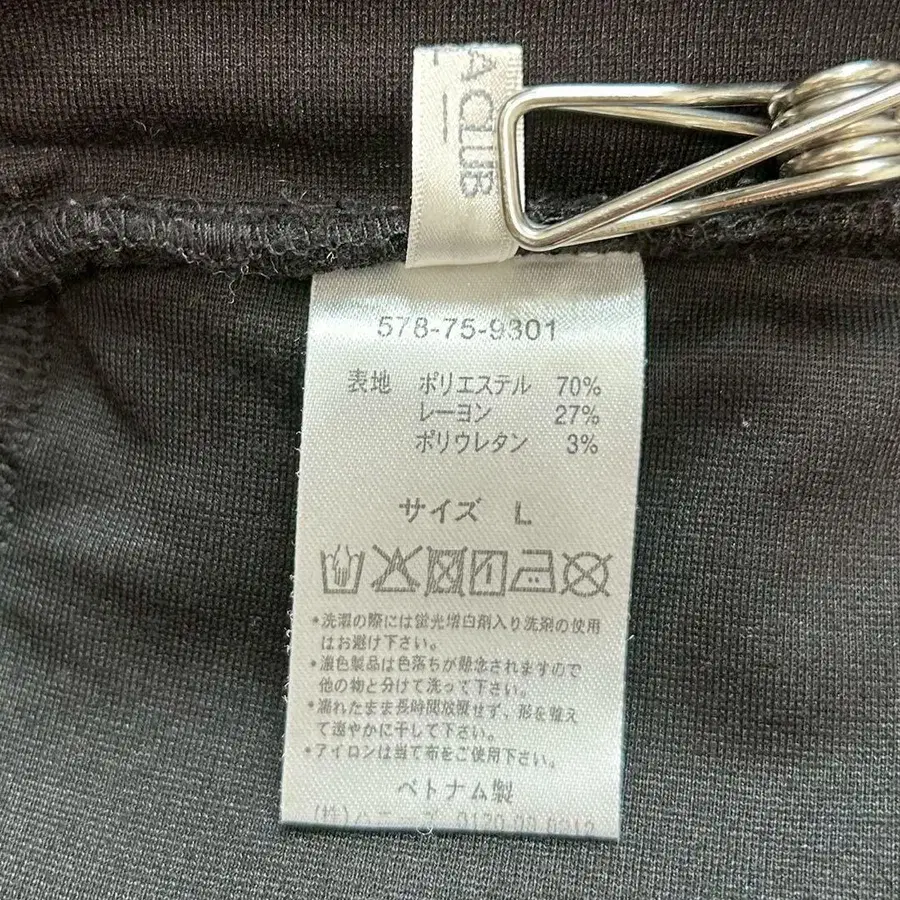 CLUB
578-75-9301
表地 ポリエステル 70%
レーヨン 27%
ポリウレタン 3%
サイズ L
*洗濯の際には蛍光増白剤入り洗剤の使用
はお避け下さい。
*濃色製品は色落ちが懸念されますので
他の物と分けて洗って下さい。
*濡れたまま長時間放置せず、形を整え
て速やかに干して下さい。
*アイロンは当て布をご使用下さい。
ベトナム製
(株)